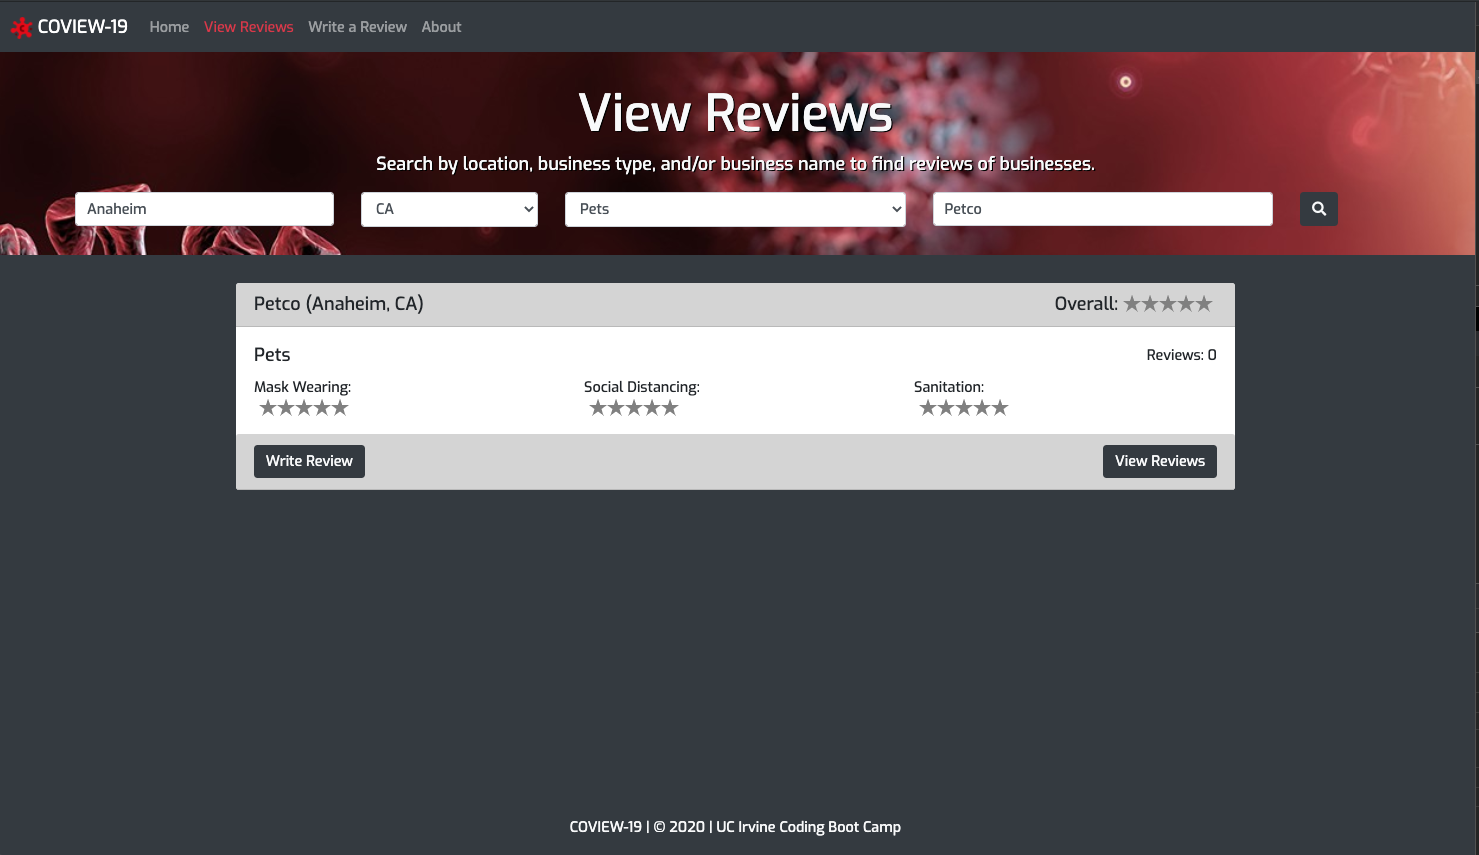 COVIEW-19 Home View Reviews Write a Review About
View Reviews
Search by location, business type, and/or business name to find reviews of businesses.
Anaheim CA Pets Petco
Petco (Anaheim, CA) Overall: ★★★★★
Pets Reviews: 0
Mask Wearing: Social Distancing: Sanitation:
★★★★★ ★★★★★ ★★★★★
Write Review View Reviews
COVIEW-19 | © 2020 | UC Irvine Coding Boot Camp